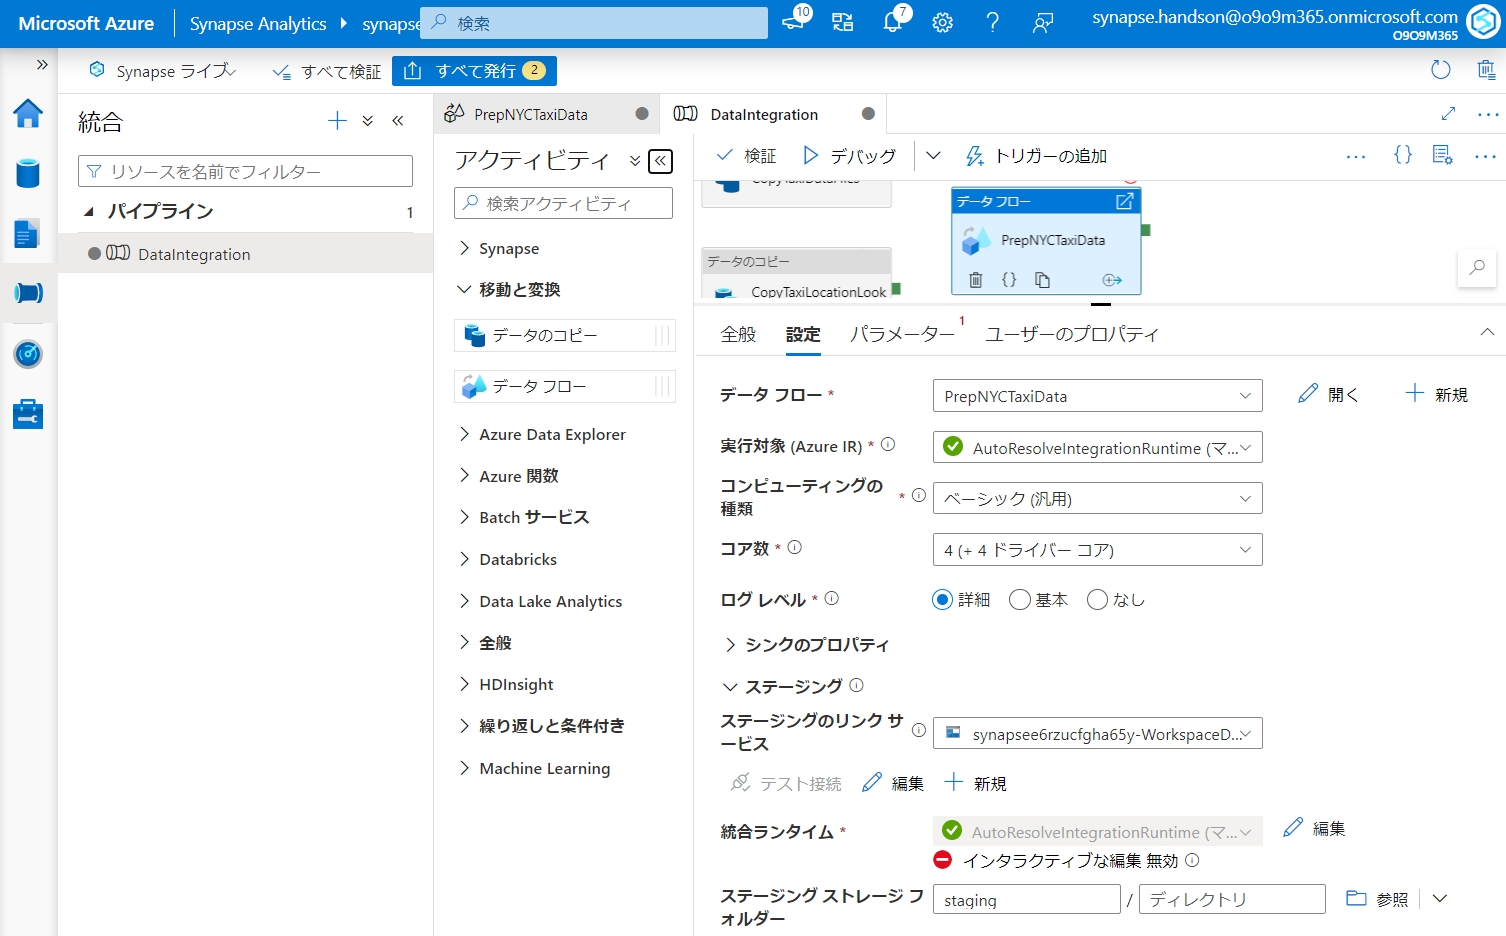 Microsoft Azure
Synapse Analytics
synapse
検索
10
7
synapse.handson@o9o9m365.onmicrosoft.com
O9O9M365
Synapse ライブ
すべて検証
すべて発行
2
統合
リソースを名前でフィルター
パイプライン
1
DataIntegration
PrepNYCTaxiData
DataIntegration
アクティビティ
検索アクティビティ
Synapse
移動と変換
データのコピー
データ フロー
Azure Data Explorer
Azure 関数
Batch サービス
Databricks
Data Lake Analytics
全般
HDInsight
繰り返しと条件付き
Machine Learning
検証
デバッグ
トリガーの追加
データ フロー
PrepNYCTaxiData
データのコピー
CopyTaxiLocationLook
全般
設定
パラメーター
1
ユーザーのプロパティ
データ フロー *
PrepNYCTaxiData
開く
新規
実行対象 (Azure IR) *
AutoResolveIntegrationRuntime (マ...
コンピューティングの
種類
*
ベーシック (汎用)
コア数 *
4 (+ 4 ドライバー コア)
ログ レベル *
詳細
基本
なし
シンクのプロパティ
ステージング
ステージングのリンク サ
ービス
synapsee6rzucfgha65y-WorkspaceD...
テスト接続
編集
新規
統合ランタイム *
AutoResolveIntegrationRuntime (マ...
編集
インタラクティブな編集 無効
ステージング ストレージ フ
ォルダー
staging
/
ディレクトリ
参照